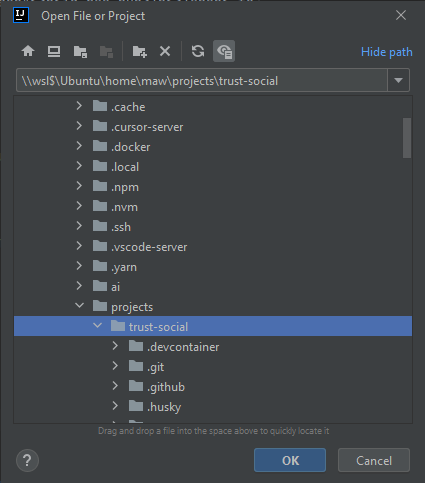 IJ Open File or Project
Hide path
\\wsl$\Ubuntu\home\maw\projects\trust-social
.cache
.cursor-server
.docker
.local
.npm
.nvm
.ssh
.vscode-server
.yarn
ai
projects
trust-social
.devcontainer
.git
.github
.husky
Drag and drop a file into the space above to quickly locate it
? OK Cancel